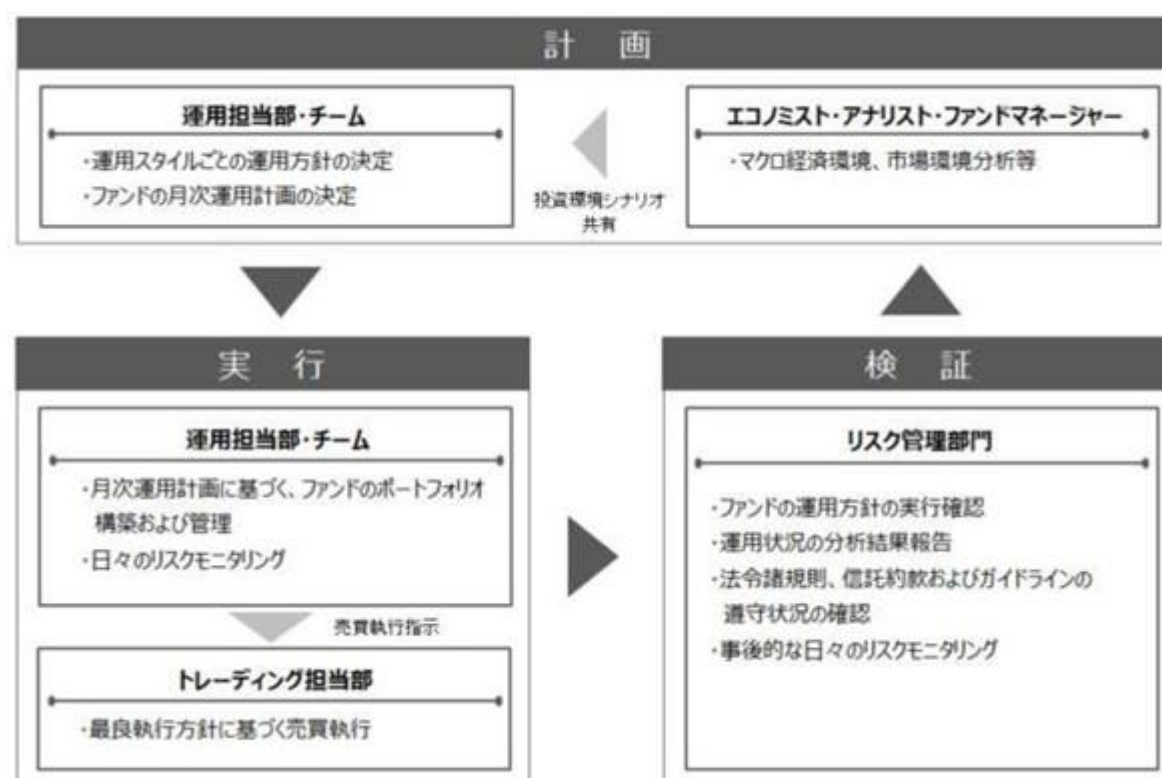 計 画
運用担当部・チーム
・運用スタイルごとの運用方針の決定
・ファンドの月次運用計画の決定
投資環境シナリオ
共有
エコノミスト・アナリスト・ファンドマネージャー
・マクロ経済環境、市場環境分析等
実 行
運用担当部・チーム
・月次運用計画に基づく、ファンドのポートフォリオ
構築および管理
・日々のリスクモニタリング
売買執行指示
トレーディング担当部
・最良執行方針に基づく売買執行
検 証
リスク管理部門
・ファンドの運用方針の実行確認
・運用状況の分析結果報告
・法令諸規則、信託約款およびガイドラインの
遵守状況の確認
・事後的な日々のリスクモニタリング